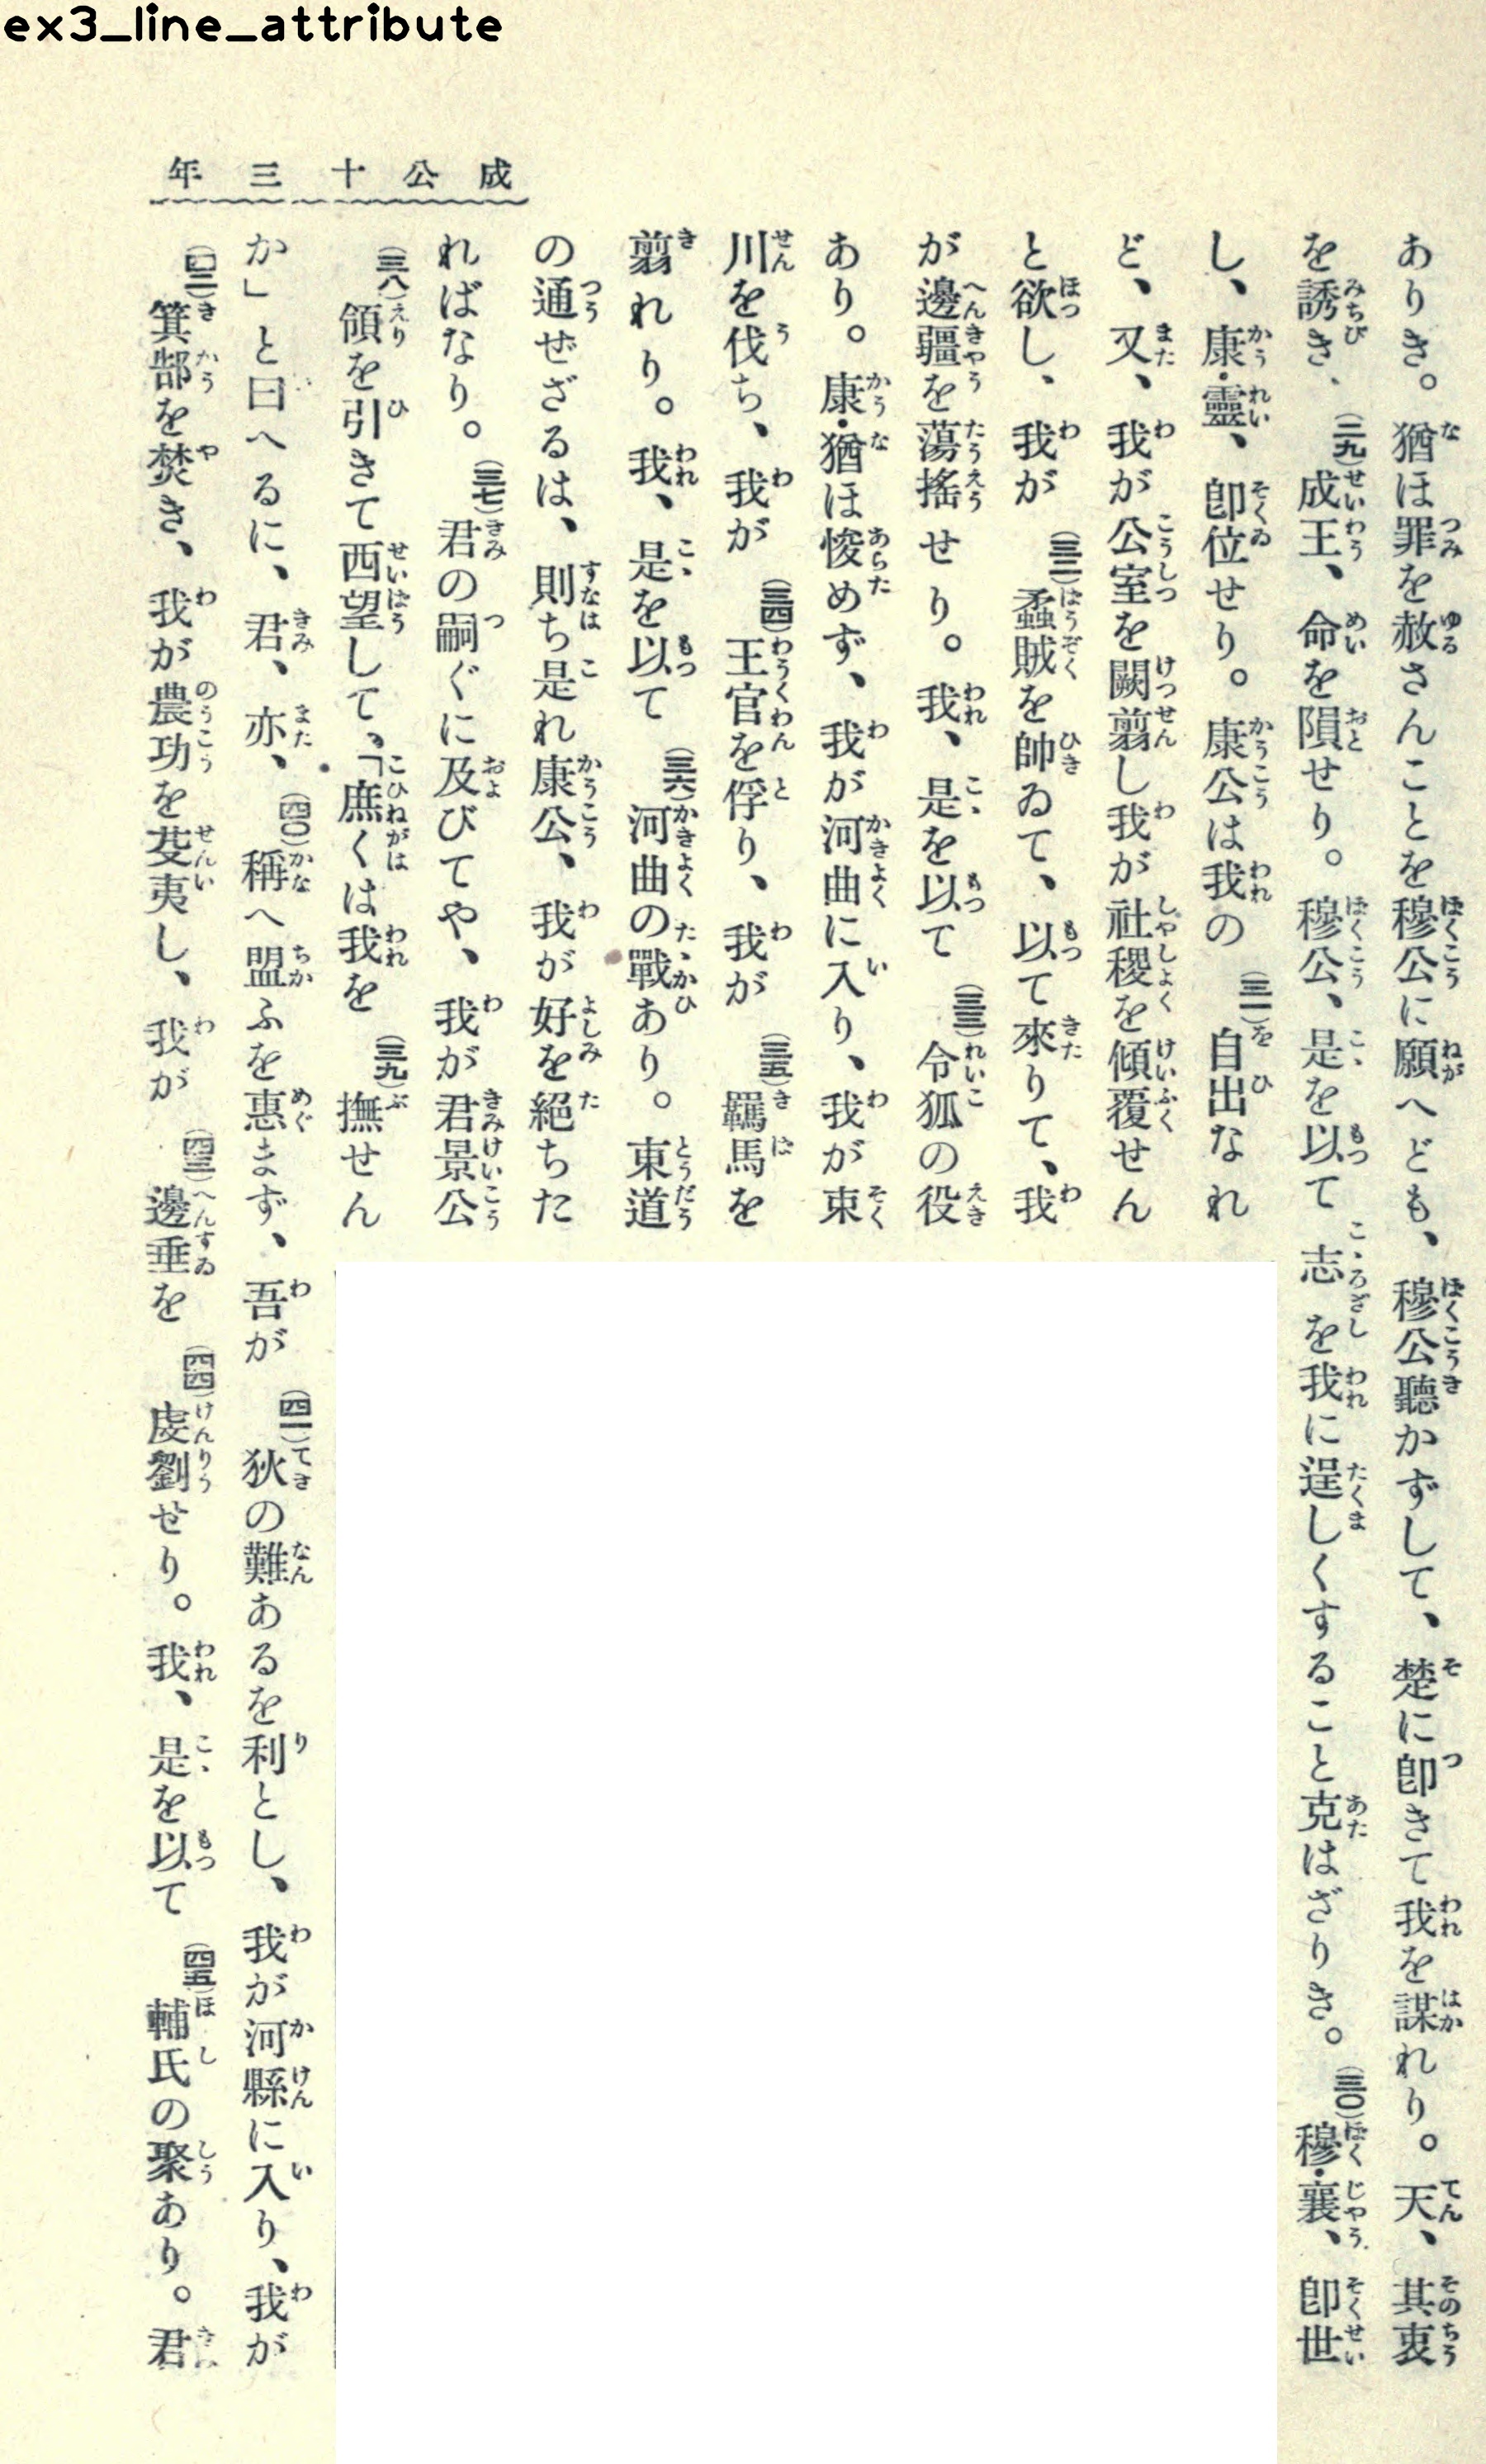 ex3_line_attribute
成公十三年
ありき。猶ほ罪を赦さんことを穆公に願へども、穆公聽かずして、楚に卽きて我を謀れり。天、其衷
を誘き、(二九)成王、命を隕せり。穆公、是を以て志を我に逞しくすること克はざりき。(三〇)穆・襄、卽世
し、康・靈、卽位せり。康公は我の(三一)自出なれ
ど、又、我が公室を闕翦し我が社稷を傾覆せん
と欲し、我が(三二)蟊賊を帥ゐて、以て來りて、我
が邊疆を蕩搖せり。我、是を以て(三三)令狐の役
あり。康・猶ほ悛めず、我が河曲に入り、我が束
川を伐ち、我が(三四)王官を俘り、我が(三五)羈馬を
翦れり。我、是を以て(三六)河曲の戰あり。東道
の通ぜざるは、則ち是れ康公、我が好を絕ちた
ればなり。(三七)君の嗣ぐに及びてや、我が君景公
(三八)領を引きて西望して、「庶くは我を(三九)撫せん
か」と曰へるに、君、亦、(四〇)稱へ盟ふを惠まず、吾が(四一)狄の難あるを利とし、我が河縣に入り、我が
(四二)箕郜を焚き、我が農功を芟夷し、我が(四三)邊垂を(四四)虔劉せり。我、是を以て(四五)輔氏の聚あり。君